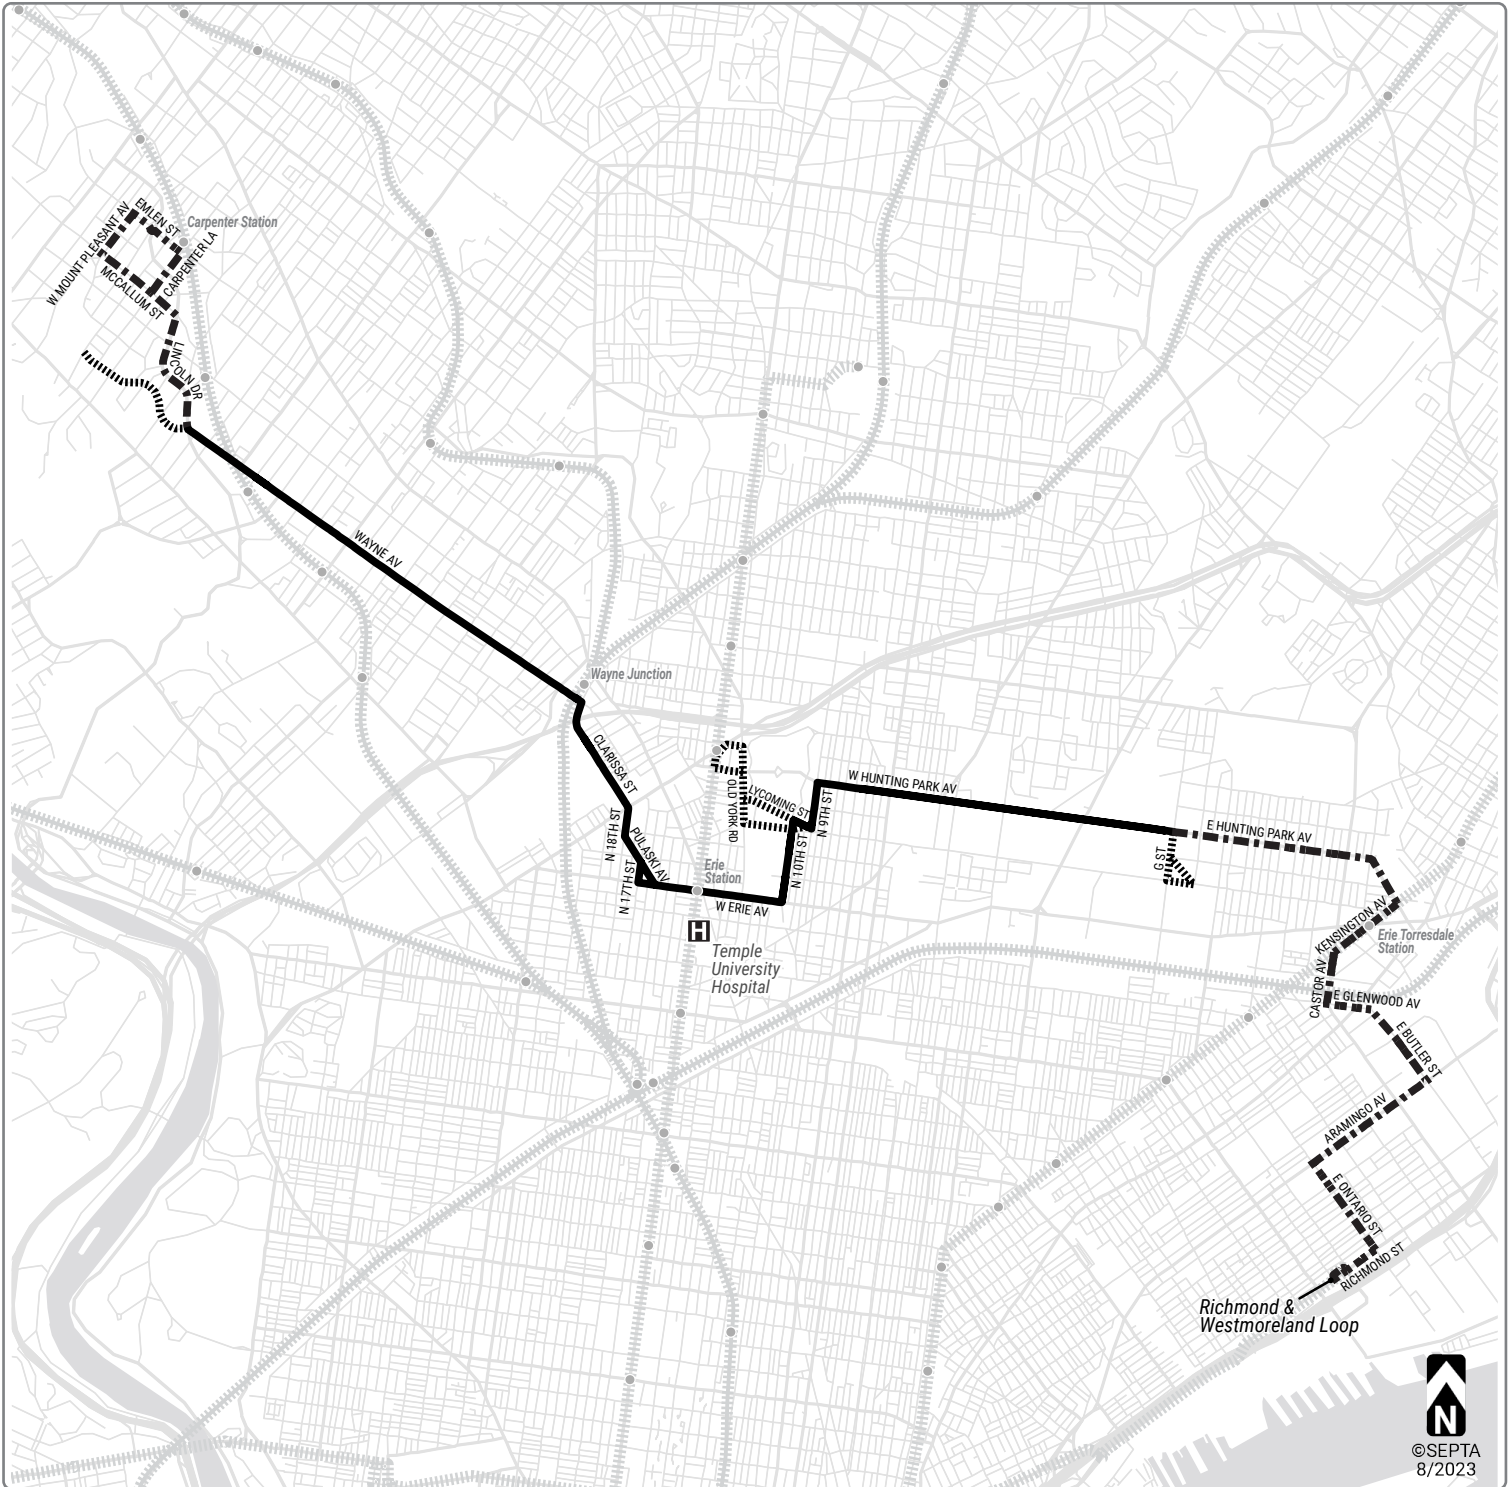 EMLEN ST
Carpenter Station
W MOUNT PLEASANT AV
CARPENTER LA
MCCALLUM ST
LINCOLN DR
WAYNE AV
Wayne Junction
CLARISSA ST
OLD YORK RD
LYCOMING ST
W HUNTING PARK AV
N 9TH ST
N 18TH ST
PULASKI AV
E HUNTING PARK AV
G ST
N 17TH ST
Erie
Station
N 10TH ST
W ERIE AV
H
Temple
University
Hospital
KENSINGTON AV
Erie Torresdale
Station
CASTOR AV
E GLENWOOD AV
E BUTLER ST
ARAMINGO AV
E ONTARIO ST
RICHMOND ST
Richmond &
Westmoreland Loop
N
©SEPTA
8/2023